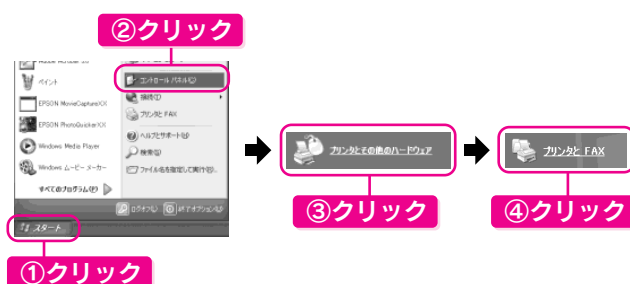 ②クリック
ペイント
EPSON MovieCapture!XX
EPSON PhotoQuicker!XX
Windows Media Player
Windows ムービー メーカー
すべてのプログラム(P)
コントロール パネル(C)
接続(T)
プリンタと FAX
ヘルプとサポート(H)
検索(S)
ファイル名を指定して実行(R)...
ログオフ(L)
終了オプション(U)
スタート
①クリック
プリンタとその他のハードウェア
③クリック
プリンタと FAX
④クリック